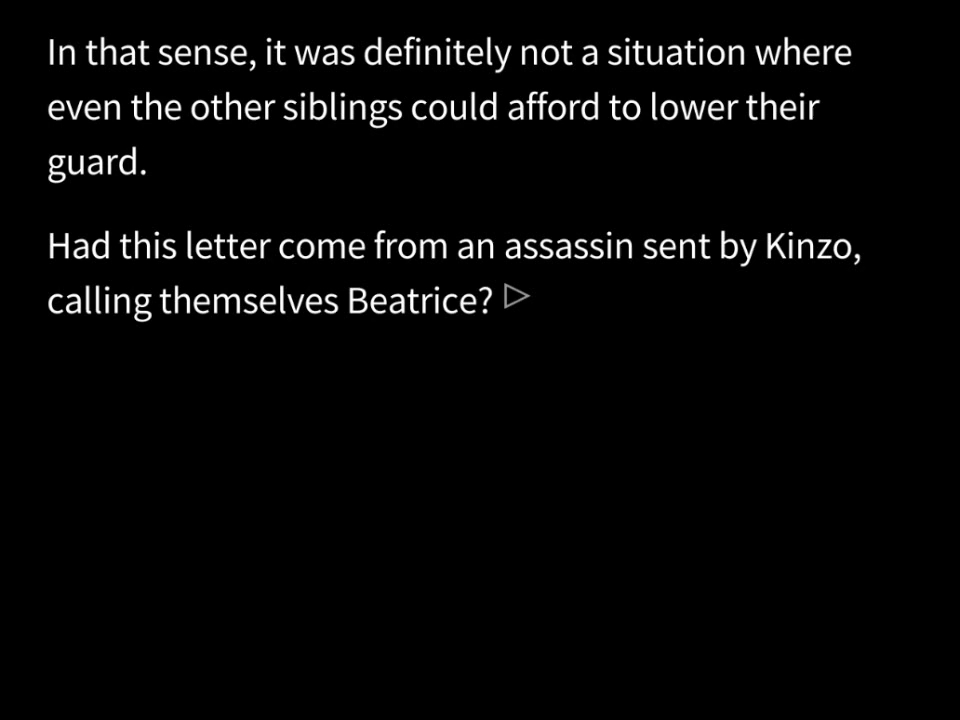 In that sense, it was definitely not a situation where
even the other siblings could afford to lower their
guard.
Had this letter come from an assassin sent by Kinzo,
calling themselves Beatrice?